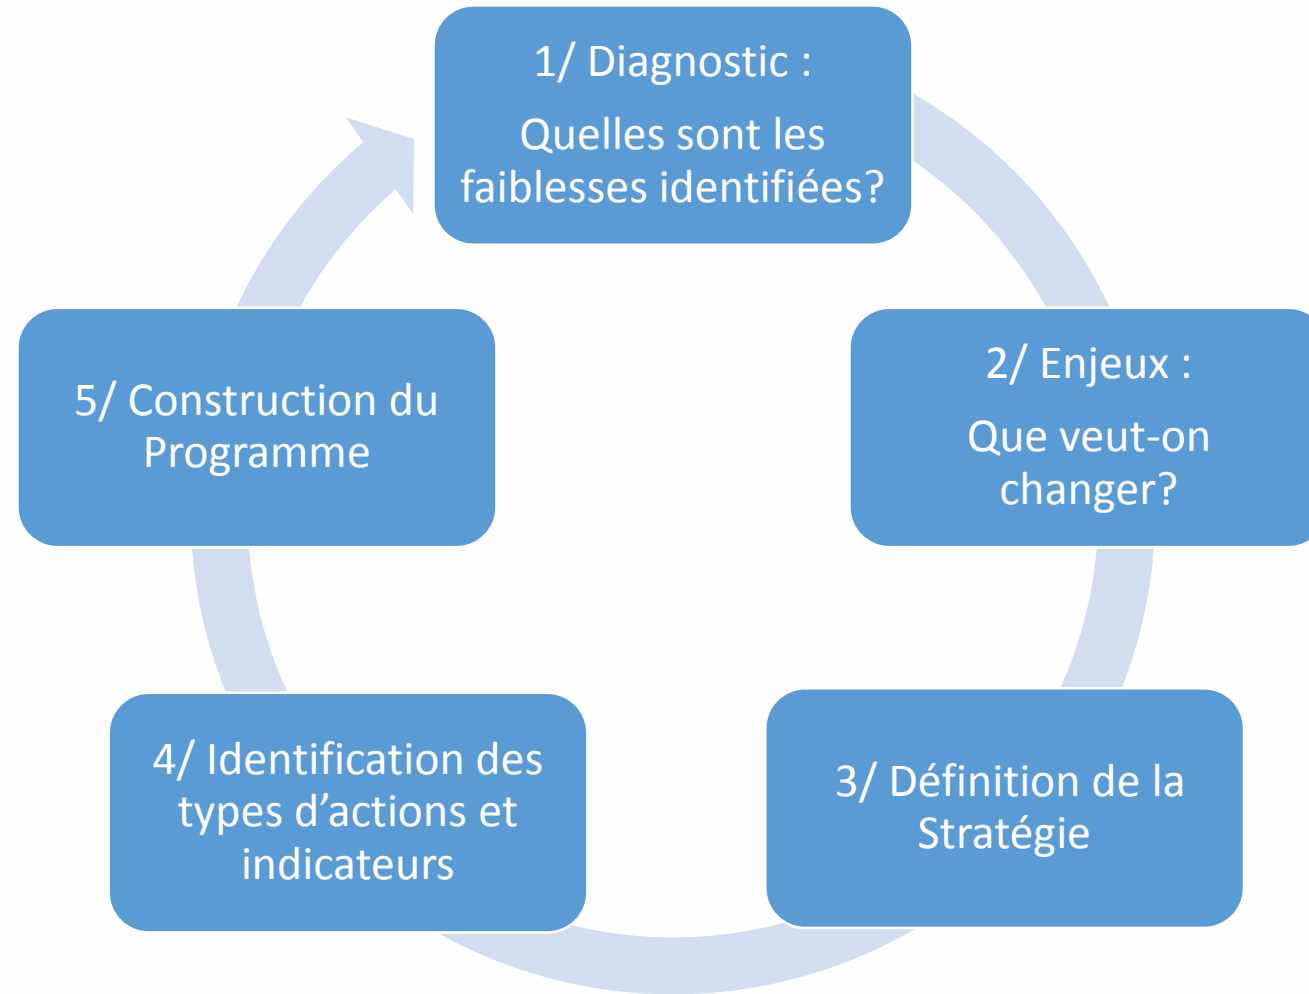 1/ Diagnostic :
Quelles sont les
faiblesses identifiées?
2/ Enjeux :
Que veut-on
changer?
3/ Définition de la
Stratégie
4/ Identification des
types d’actions et
indicateurs
5/ Construction du
Programme